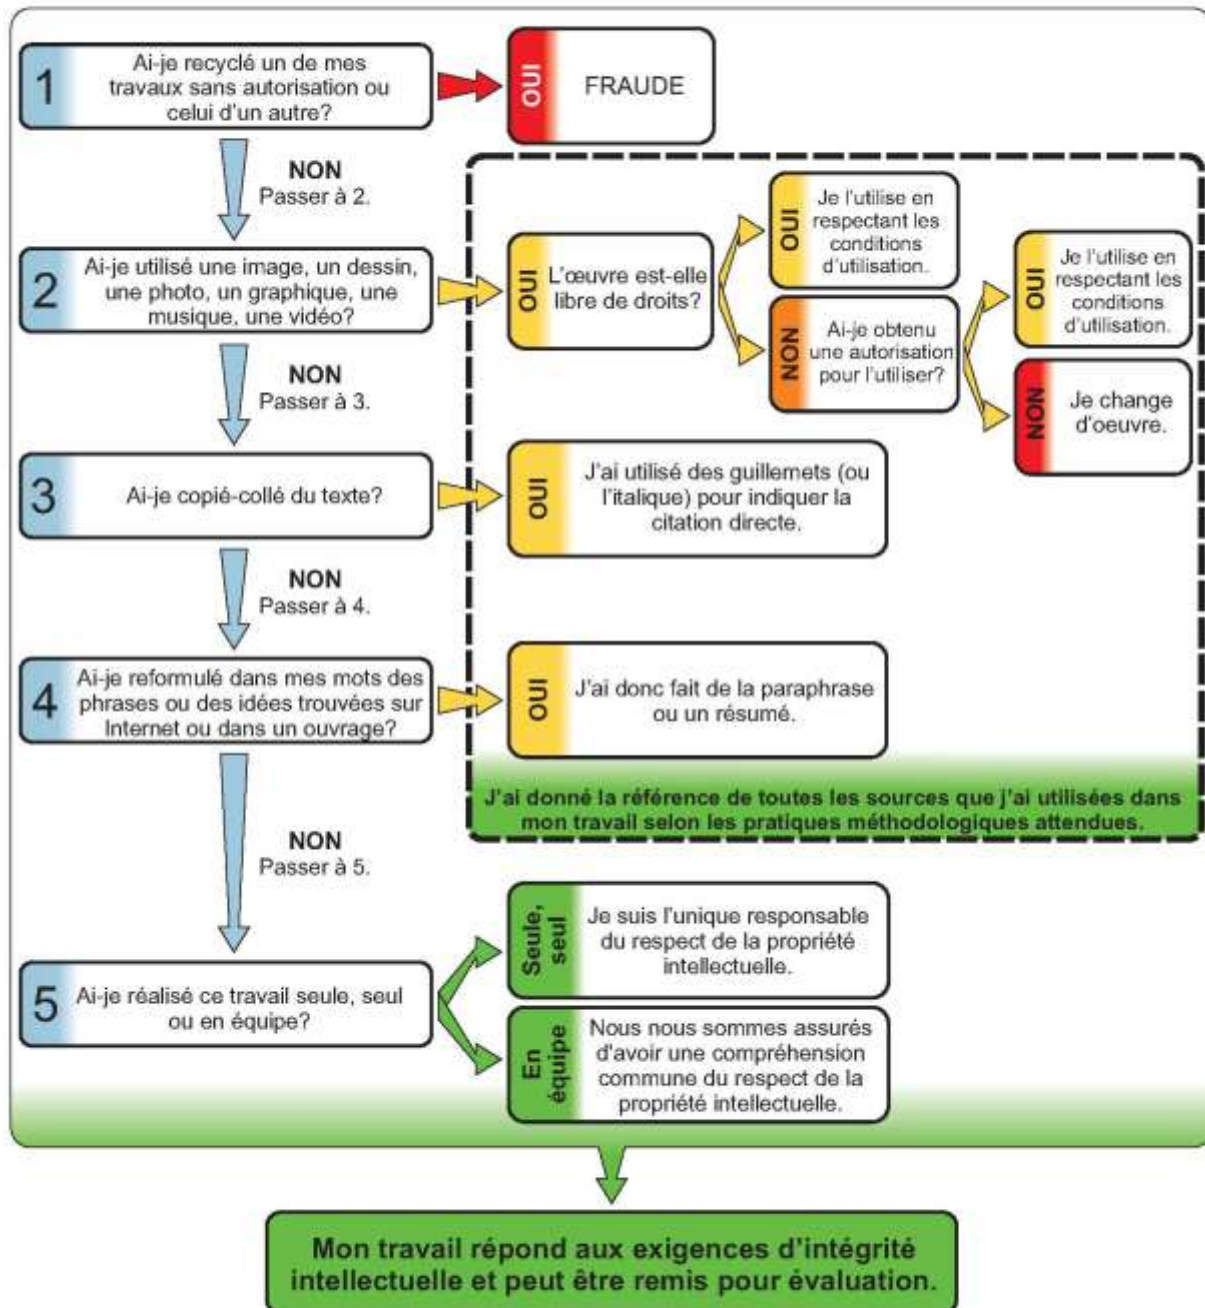 1
Ai-je recyclé un de mes
travaux sans autorisation ou
celui d'un autre?
OUI
FRAUDE
NON
Passer à 2.
2
Ai-je utilisé une image, un dessin,
une photo, un graphique, une
musique, une vidéo?
OUI
L'œuvre est-elle
libre de droits?
OUI
Je l'utilise en
respectant les
conditions
d'utilisation.
NON
Ai-je obtenu
une autorisation
pour l'utiliser?
OUI
Je l'utilise en
respectant les
conditions
d'utilisation.
NON
Je change
d'oeuvre.
NON
Passer à 3.
3
Ai-je copié-collé du texte?
OUI
J'ai utilisé des guillemets (ou
l'italique) pour indiquer la
citation directe.
NON
Passer à 4.
4
Ai-je reformulé dans mes mots des
phrases ou des idées trouvées sur
Internet ou dans un ouvrage?
OUI
J'ai donc fait de la paraphrase
ou un résumé.
J'ai donné la référence de toutes les sources que j'ai utilisées dans
mon travail selon les pratiques méthodologiques attendues.
NON
Passer à 5.
5
Ai-je réalisé ce travail seule, seul
ou en équipe?
Seule,
seul
Je suis l'unique responsable
du respect de la propriété
intellectuelle.
En
équipe
Nous nous sommes assurés
d'avoir une compréhension
commune du respect de la
propriété intellectuelle.
Mon travail répond aux exigences d'intégrité
intellectuelle et peut être remis pour évaluation.